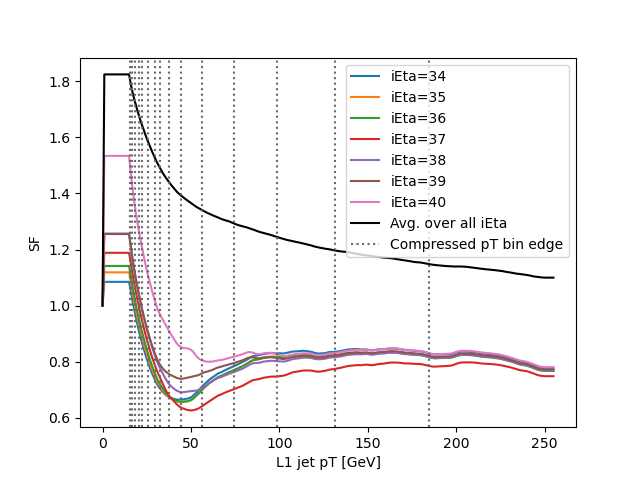 1.8
1.6
1.4
1.2
1.0
0.8
0.6
SF
0
50
100
150
200
250
L1 jet pT [GeV]
iEta=34
iEta=35
iEta=36
iEta=37
iEta=38
iEta=39
iEta=40
Avg. over all iEta
Compressed pT bin edge